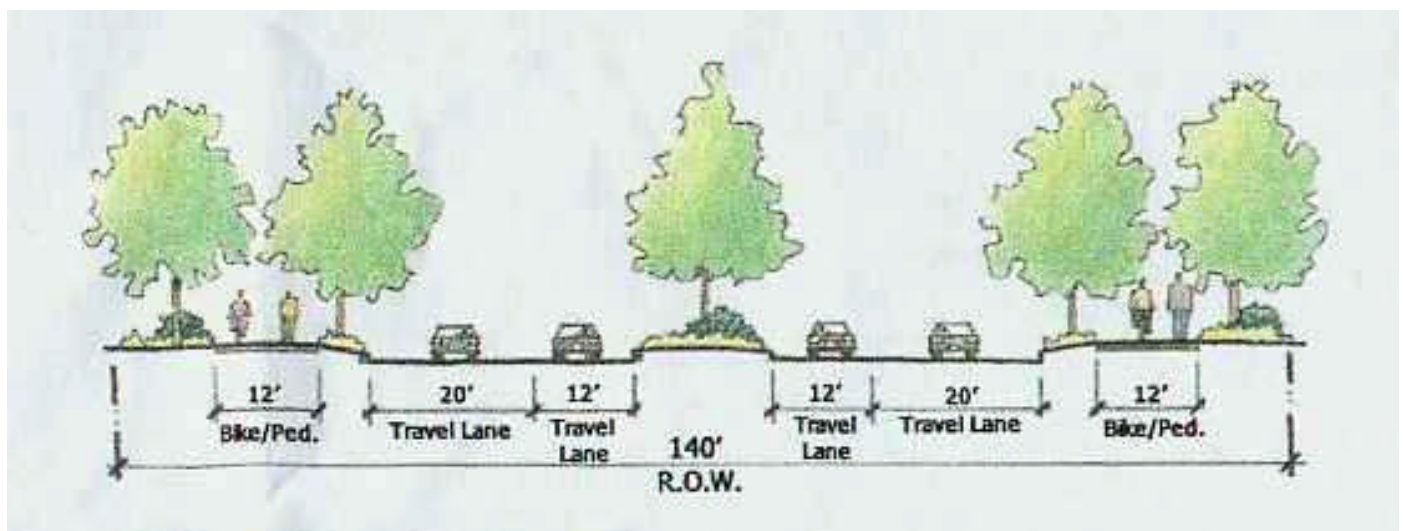 12'
Bike/Ped.
20'
Travel Lane
12'
Travel
Lane
12'
Travel
Lane
20'
Travel Lane
12'
Bike/Ped.
140'
R.O.W.